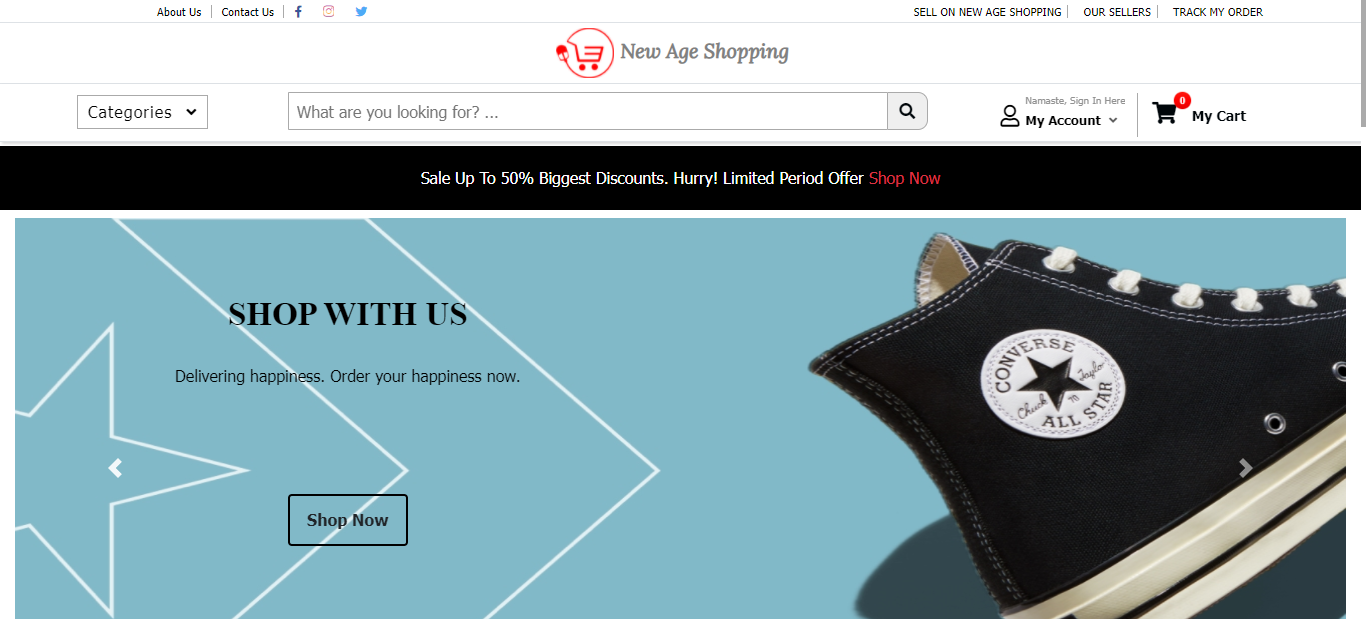 About Us
Contact Us
SELL ON NEW AGE SHOPPING
OUR SELLERS
TRACK MY ORDER
New Age Shopping
Categories
What are you looking for? ...
Namaste, Sign In Here
My Account
0
My Cart
Sale Up To 50% Biggest Discounts. Hurry! Limited Period Offer Shop Now
SHOP WITH US
Delivering happiness. Order your happiness now.
Shop Now
CONVERSE
Chuck 70 Taylor
ALL STAR